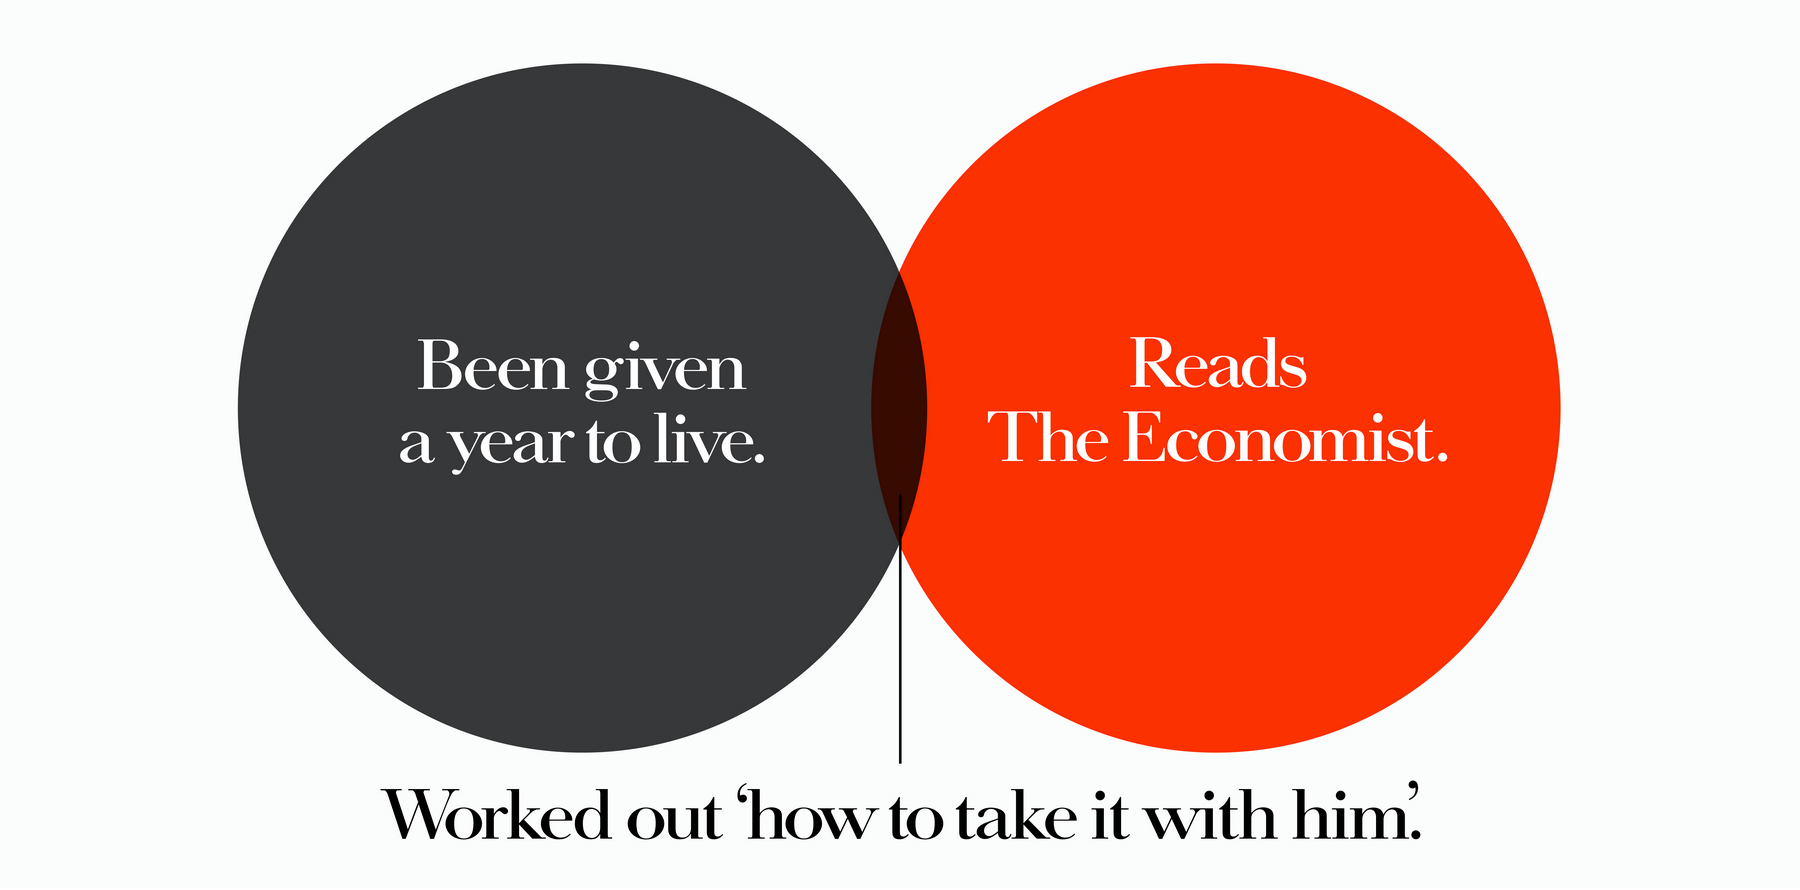 Been given
a year to live.
Reads
The Economist.
Worked out ‘how to take it with him’.